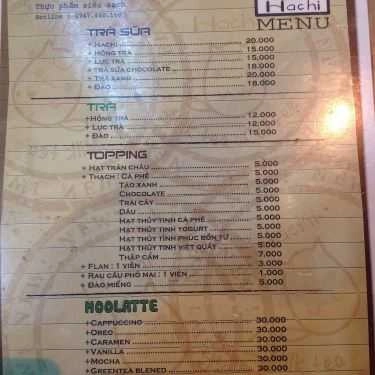 Thực phẩm siêu sạch
Hachi
MENU
TRÀ SỮA
+HACHI 20.000
+HỒNG TRÀ 15.000
+LỤC TRÀ 15.000
+TRÀ SỮA CHOCOLATE 18.000
+TRÀ XANH 20.000
+ĐÀO 18.000
TRÀ
+HỒNG TRÀ 12.000
+LỤC TRÀ 12.000
+ĐÀO 15.000
TOPPING
+ HẠT TRÂN CHÂU 5.000
+ THẠCH : CÀ PHÊ 5.000
TÁO XANH 5.000
CHOCOLATE 5.000
TRÁI CÂY 5.000
DÂU 5.000
HẠT THỦY TINH CÀ PHÊ 5.000
HẠT THỦY TINH YOGURT 5.000
HẠT THỦY TINH PHÚC BỒN TỬ 5.000
HẠT THỦY TINH VIỆT QUẤT 5.000
THẬP CẨM 7.000
+ FLAN : 1 VIÊN 3.000
+ RAU CÂU PHÔ MAI : 1 VIÊN 1.000
+ ĐÀO MIẾNG 5.000
HOOLATTE
+CAPPUCCINO 30.000
+OREO 30.000
+CARAMEN 30.000
+VANILLA 30.000
+MOCHA 30.000
+GREENTEA BLENDED 30.000